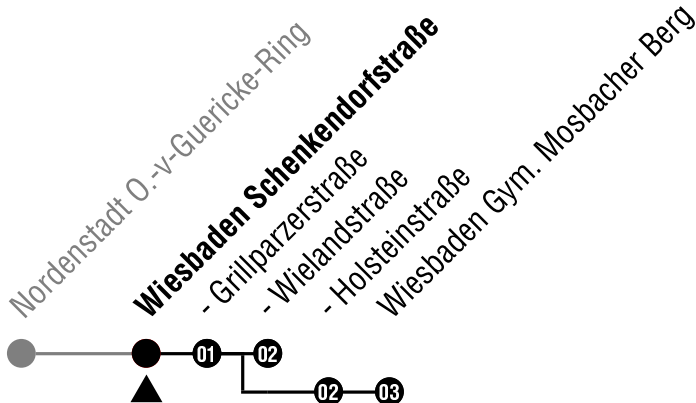 Nordenstadt O.-v-Guericke-Ring
Wiesbaden Schenkendorfstraße
- Grillparzerstraße
- Wielandstraße
- Holsteinstraße
Wiesbaden Gym. Mosbacher Berg
01 02
02 03